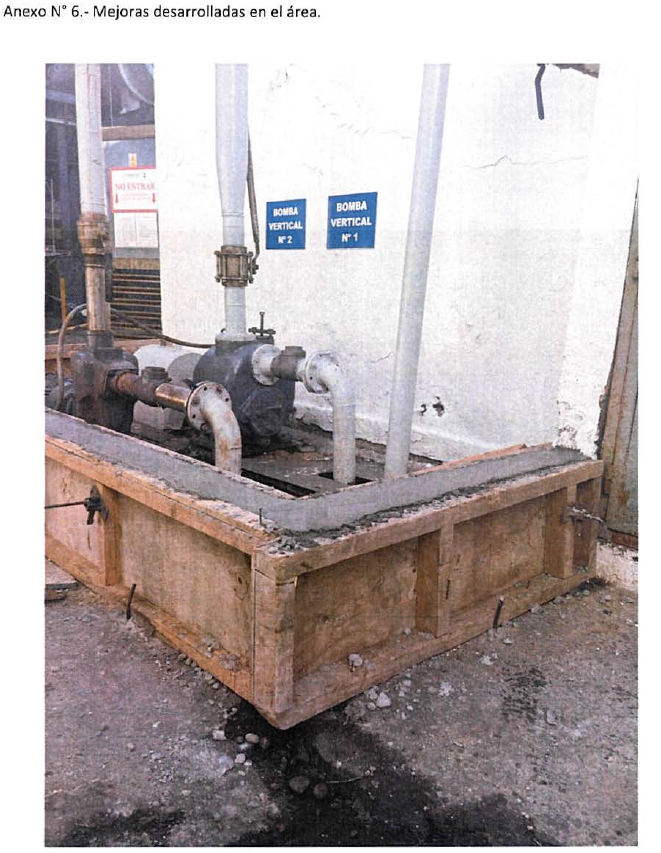 Anexo N° 6.- Mejoras desarrolladas en el área.
NO ENTRAR
BOMBA
VERTICAL
N° 2
BOMBA
VERTICAL
N° 1